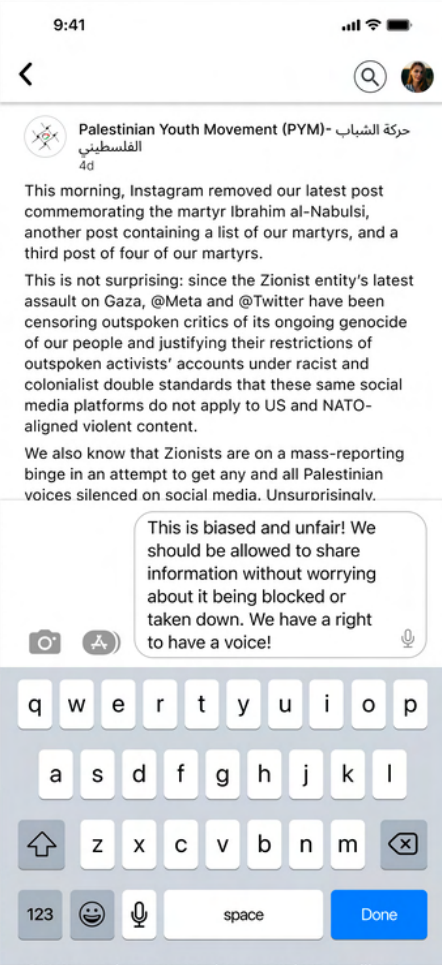 9:41
Palestinian Youth Movement (PYM)- حركة الشباب
الفلسطيني
4d
This morning, Instagram removed our latest post
commemorating the martyr Ibrahim al-Nabulsi,
another post containing a list of our martyrs, and a
third post of four of our martyrs.
This is not surprising: since the Zionist entity's latest
assault on Gaza, @Meta and @Twitter have been
censoring outspoken critics of its ongoing genocide
of our people and justifying their restrictions of
outspoken activists' accounts under racist and
colonialist double standards that these same social
media platforms do not apply to US and NATO-
aligned violent content.
We also know that Zionists are on a mass-reporting
binge in an attempt to get any and all Palestinian
voices silenced on social media. Unsurprisingly,
This is biased and unfair! We
should be allowed to share
information without worrying
about it being blocked or
taken down. We have a right
to have a voice!
q w e r t y u i o p
a s d f g h j k l
z x c v b n m
123 space Done